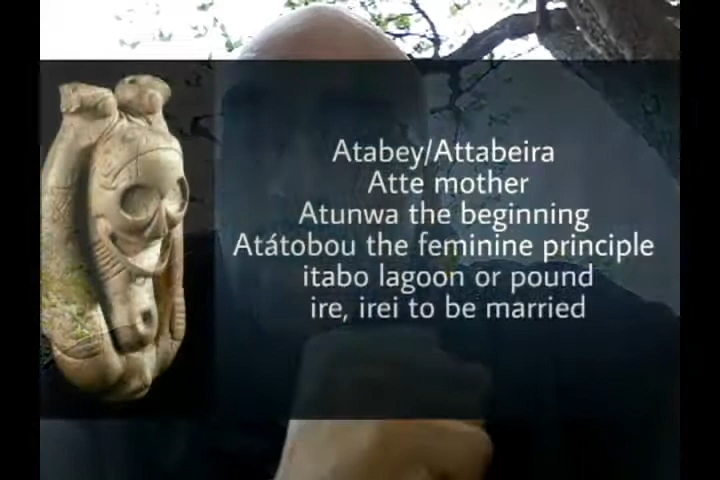 Atabey/Attabeira
Atte mother
Atunwa the beginning
Atátobou the feminine principle
itabo lagoon or pound
ire, irei to be married